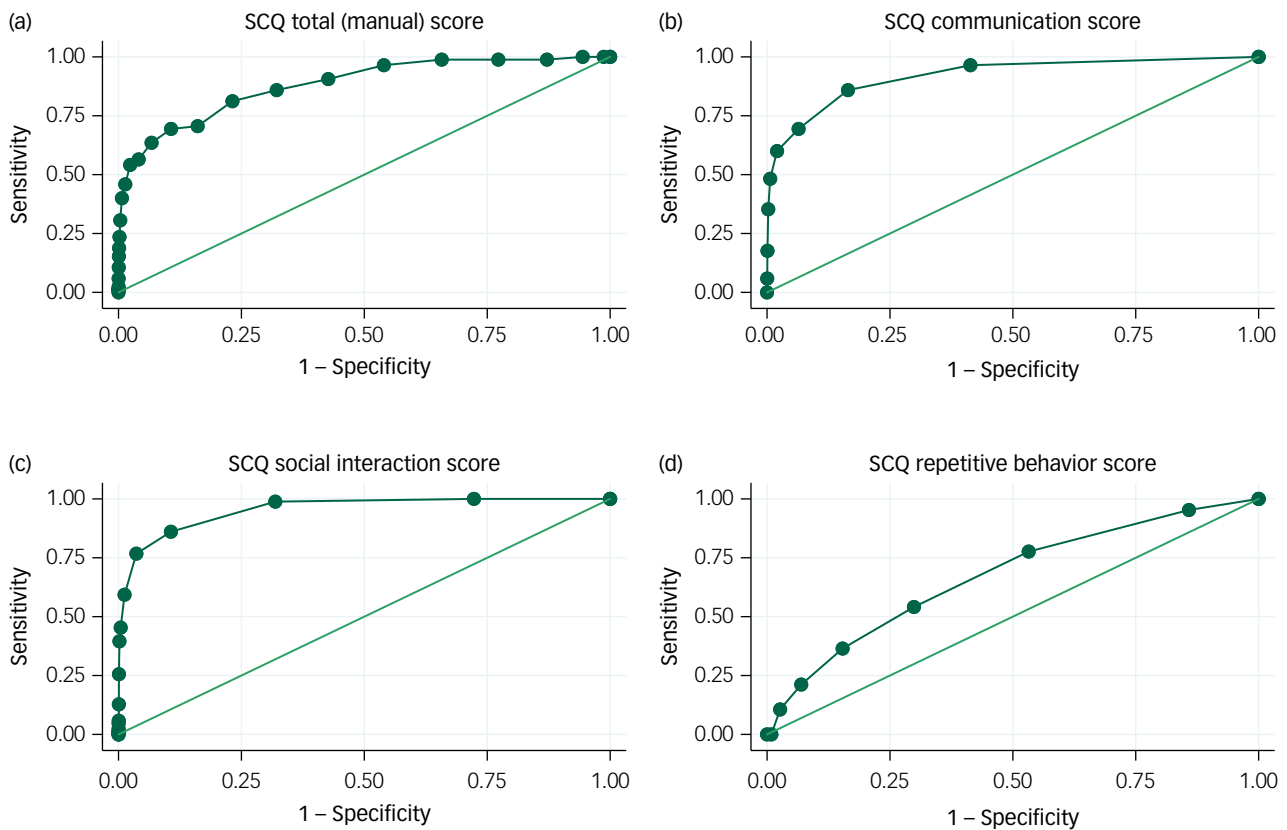 (a)
SCQ total (manual) score
1.00
0.75
0.50
0.25
0.00
Sensitivity
0.00 0.25 0.50 0.75 1.00
1 – Specificity
(b)
SCQ communication score
1.00
0.75
0.50
0.25
0.00
Sensitivity
0.00 0.25 0.50 0.75 1.00
1 – Specificity
(c)
SCQ social interaction score
1.00
0.75
0.50
0.25
0.00
Sensitivity
0.00 0.25 0.50 0.75 1.00
1 – Specificity
(d)
SCQ repetitive behavior score
1.00
0.75
0.50
0.25
0.00
Sensitivity
0.00 0.25 0.50 0.75 1.00
1 – Specificity